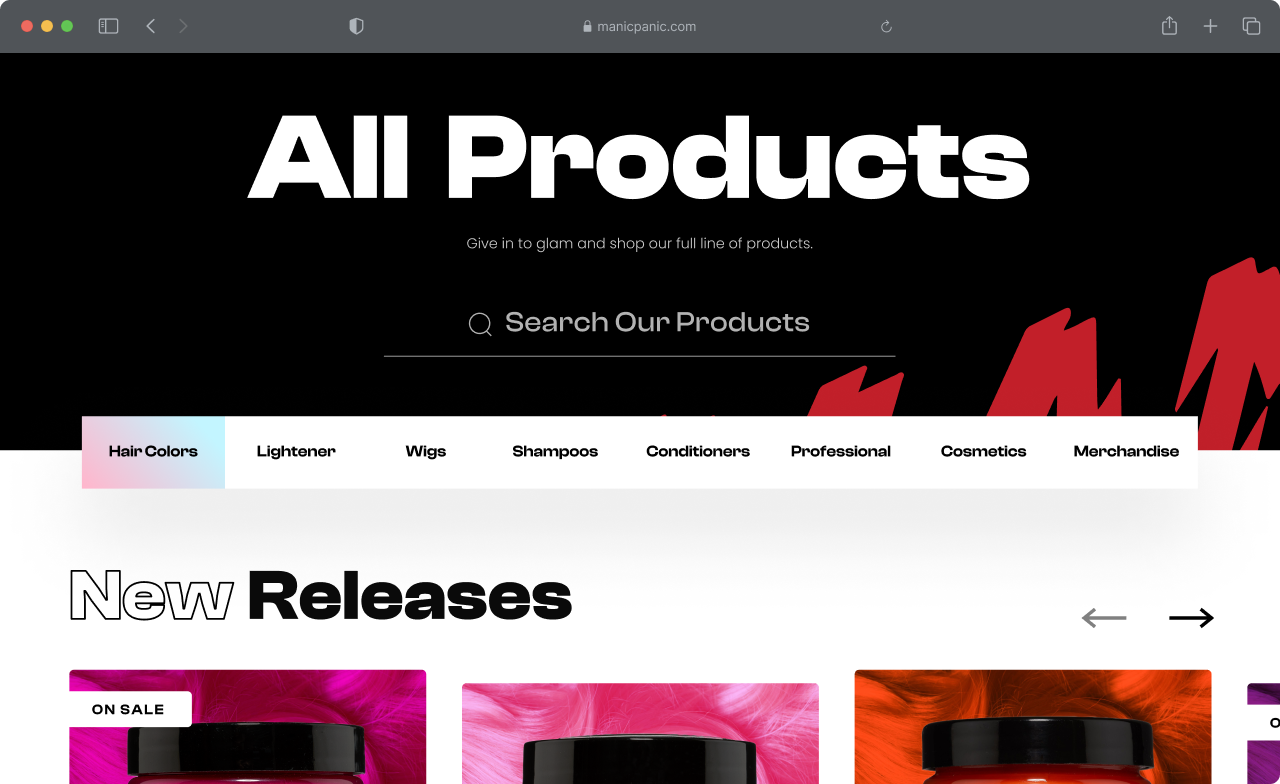 manicpanic.com
All Products
Give in to glam and shop our full line of products.
Search Our Products
Hair Colors Lightener Wigs Shampoos Conditioners Professional Cosmetics Merchandise
New Releases
ON SALE